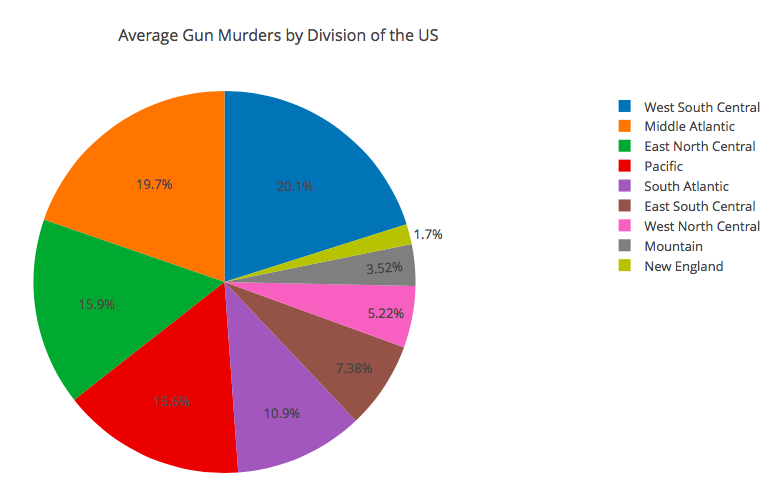 Average Gun Murders by Division of the US
20.1%
19.7%
15.9%
15.6%
10.9%
7.38%
5.22%
3.52%
1.7%
West South Central
Middle Atlantic
East North Central
Pacific
South Atlantic
East South Central
West North Central
Mountain
New England